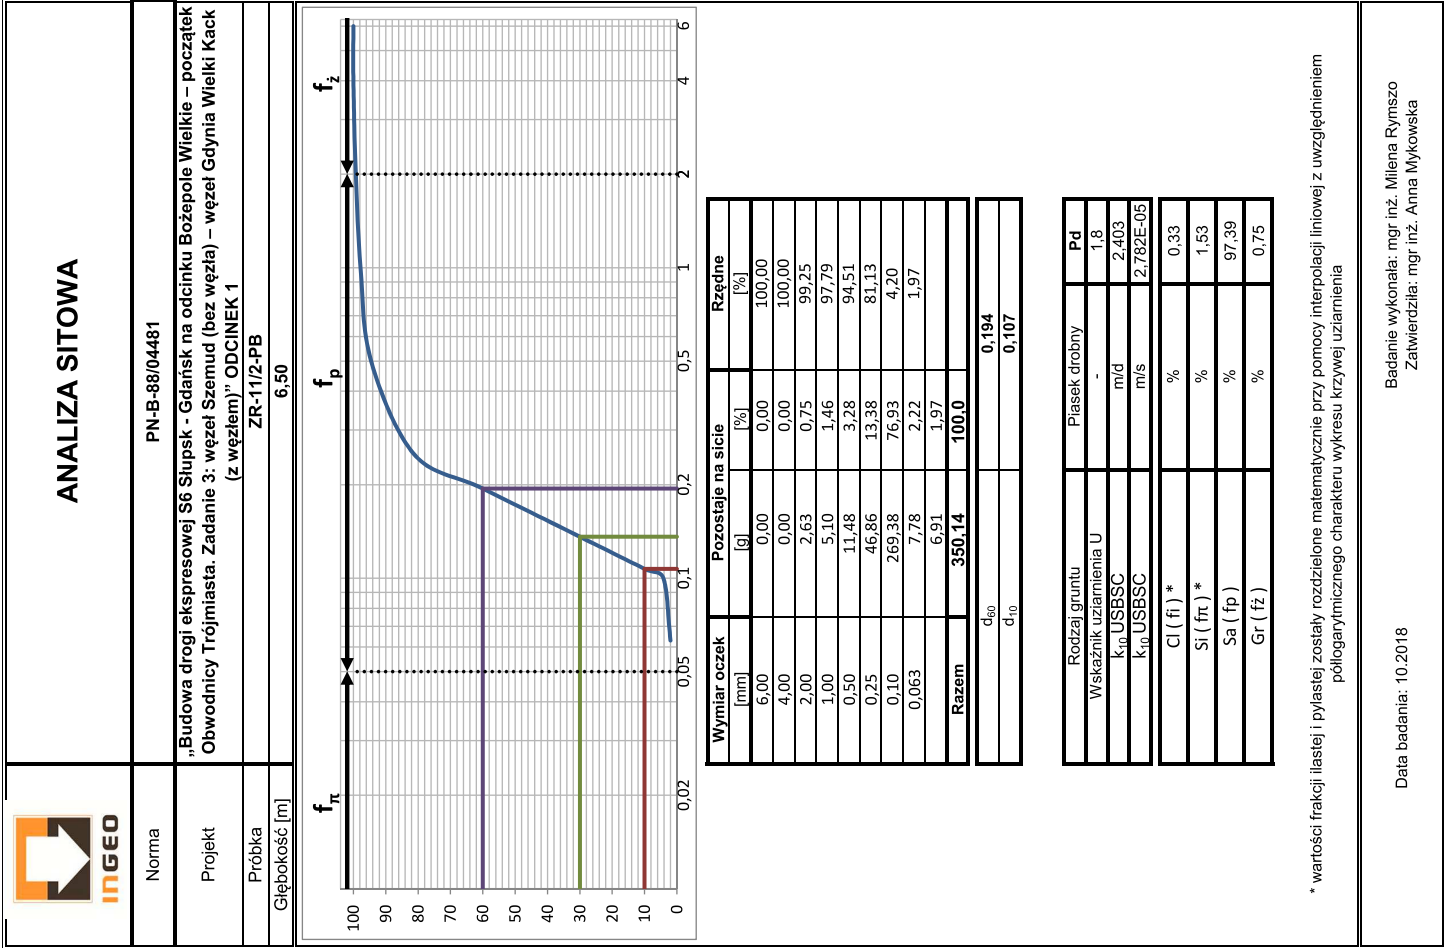 INGEO
ANALIZA SITOWA
Norma
PN-B-88/04481
Projekt
„Budowa drogi ekspresowej S6 Słupsk - Gdańsk na odcinku Bożepole Wielkie – początek
Obwodnicy Trójmiasta. Zadanie 3: węzeł Szemud (bez węzła) – węzeł Gdynia Wielki Kack
(z węzłem)” ODCINEK 1
Próbka
ZR-11/2-PB
Głębokość [m]
6,50
fπ
fp
fż
100
90
80
70
60
50
40
30
20
10
0
0,02
0,05
0,1
0,2
0,5
1
2
4
6
Wymiar oczek Pozostaje na sicie Rzędne
[mm] [g] [%] [%]
6,00 0,00 0,00 100,00
4,00 0,00 0,00 100,00
2,00 2,63 0,75 99,25
1,00 5,10 1,46 97,79
0,50 11,48 3,28 94,51
0,25 46,86 13,38 81,13
0,10 269,38 76,93 4,20
0,063 7,78 2,22 1,97
6,91 1,97
Razem 350,14 100,0
d60 0,194
d10 0,107
Rodzaj gruntu Piasek drobny Pd
Wskaźnik uziarnienia U - 1,8
k10 USBSC m/d 2,403
k10 USBSC m/s 2,782E-05
Cl ( fi ) * % 0,33
Si ( fπ ) * % 1,53
Sa ( fp ) % 97,39
Gr ( fż ) % 0,75
* wartości frakcji ilastej i pylastej zostały rozdzielone matematycznie przy pomocy interpolacji liniowej z uwzględnieniem
półlogarytmicznego charakteru wykresu krzywej uziarnienia
Data badania: 10.2018
Badanie wykonała: mgr inż. Milena Rymszo
Zatwierdziła: mgr inż. Anna Mykowska